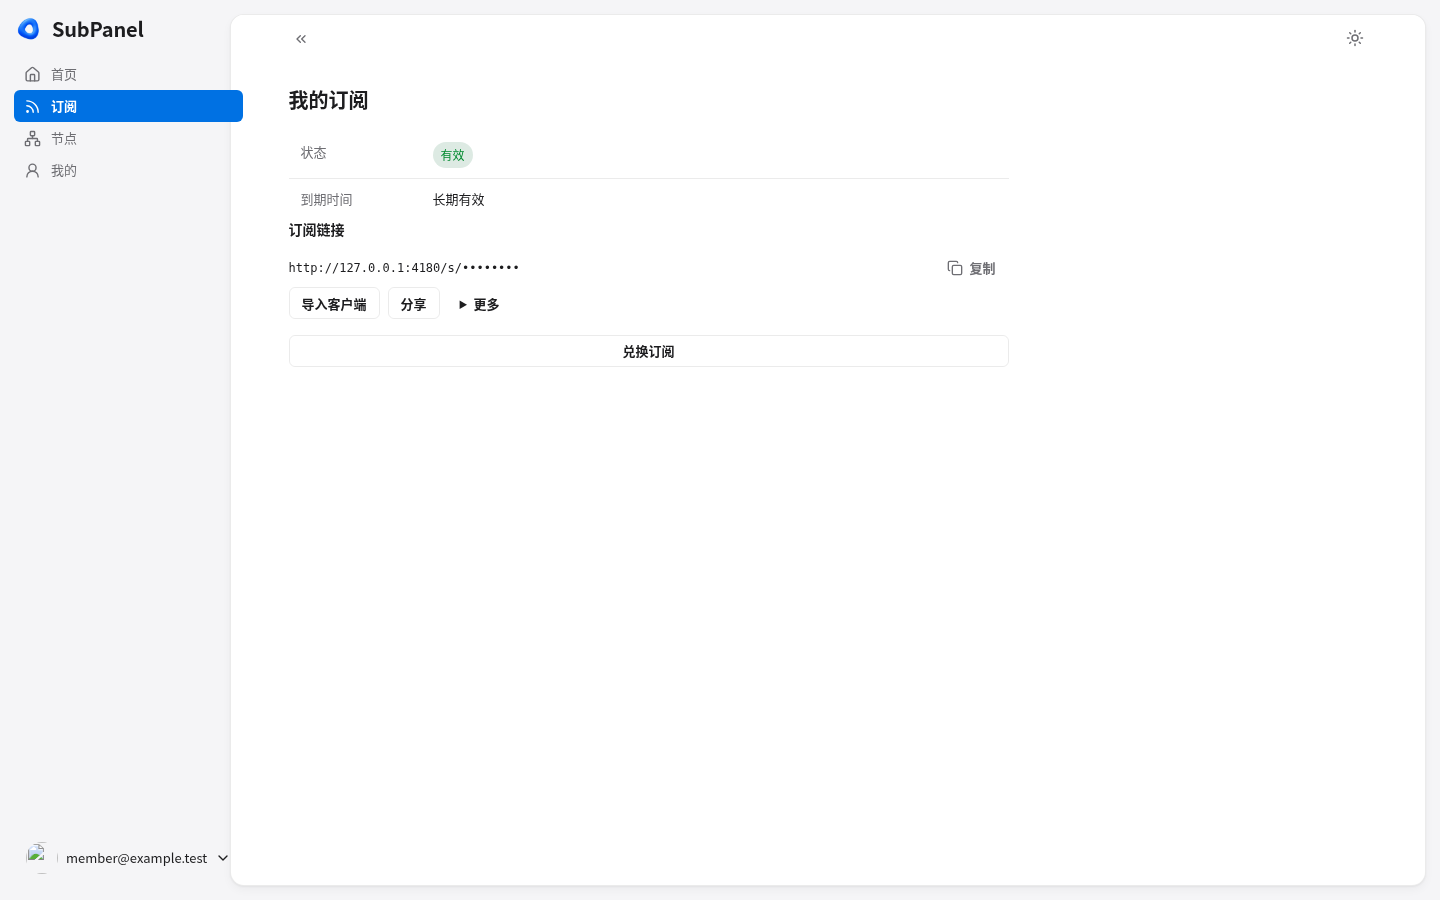 SubPanel
首页
订阅
节点
我的
我的订阅
状态 有效
到期时间 长期有效
订阅链接
http://127.0.0.1:4180/s/•••••••• 复制
导入客户端 分享 ▶ 更多
兑换订阅
member@example.test